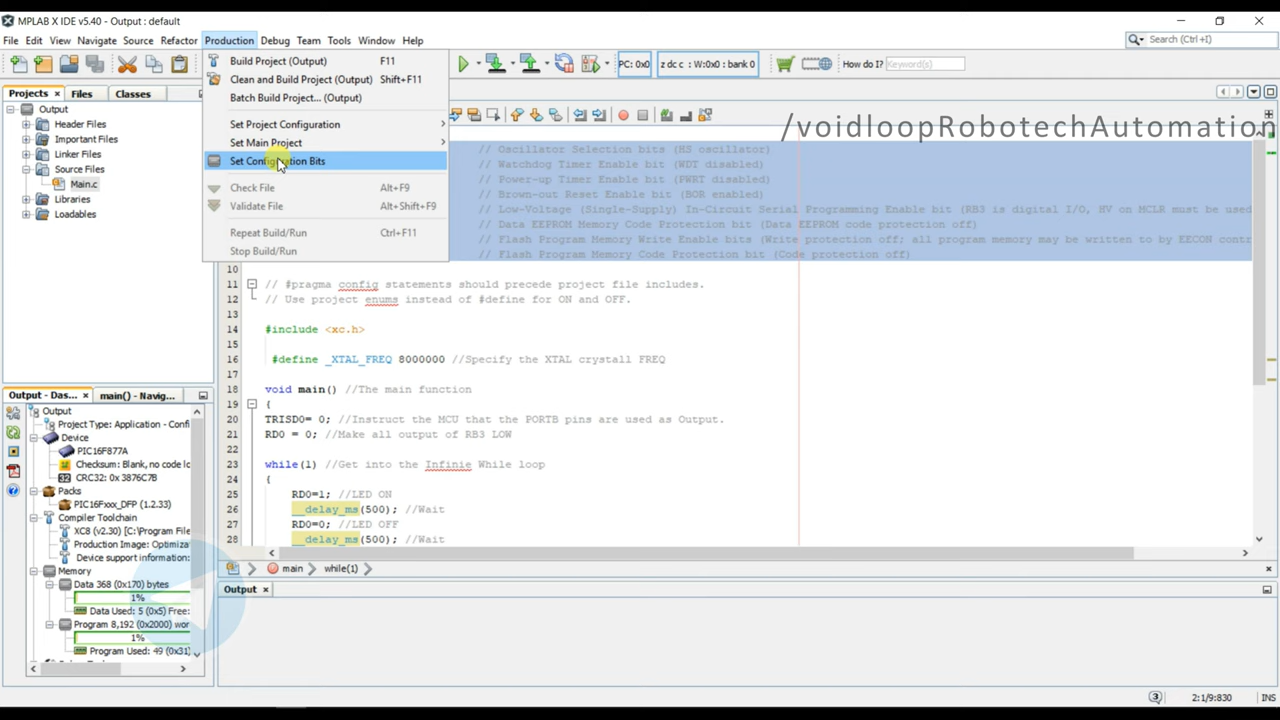 MPLAB X IDE v5.40 - Output : default
File Edit View Navigate Source Refactor Production Debug Team Tools Window Help
Search (Ctrl+I)
PC: 0x0 z dc c : W:0x0 : bank 0 How do I? Keyword(s)
Build Project (Output) F11
Clean and Build Project (Output) Shift+F11
Batch Build Project... (Output)
Set Project Configuration
Set Main Project
Set Configuration Bits
Check File Alt+F9
Validate File Alt+Shift+F9
Repeat Build/Run Ctrl+F11
Stop Build/Run
Projects Files Classes
Output
Header Files
Important Files
Linker Files
Source Files
Main.c
Libraries
Loadables
/voidloopRobotechAutomation
// Oscillator Selection bits (HS oscillator)
// Watchdog Timer Enable bit (WDT disabled)
// Power-up Timer Enable bit (PWRT disabled)
// Brown-out Reset Enable bit (BOR enabled)
// Low-Voltage (Single-Supply) In-Circuit Serial Programming Enable bit (RB3 is digital I/O, HV on MCLR must be used
// Data EEPROM Memory Code Protection bit (Data EEPROM code protection off)
// Flash Program Memory Write Enable bits (Write protection off; all program memory may be written to by EECON contr
// Flash Program Memory Code Protection bit (Code protection off)
10
11 // #pragma config statements should precede project file includes.
12 // Use project enums instead of #define for ON and OFF.
13
14 #include <xc.h>
15
16 #define _XTAL_FREQ 8000000 //Specify the XTAL crystall FREQ
17
18 void main() //The main function
19 {
20 TRISD0= 0; //Instruct the MCU that the PORTB pins are used as Output.
21 RD0 = 0; //Make all output of RB3 LOW
22
23 while(1) //Get into the Infinie While loop
24 {
25 RD0=1; //LED ON
26 __delay_ms(500); //Wait
27 RD0=0; //LED OFF
28 __delay_ms(500); //Wait
main while(1)
Output - Das... main() - Navig...
Output
Project Type: Application - Confi
Device
PIC16F877A
Checksum: Blank, no code lc
CRC32: 0x 3876C7B
Packs
PIC16Fxxx_DFP (1.2.33)
Compiler Toolchain
XC8 (v2.30) [C:\Program File
Production Image: Optimiza
Device support information:
Memory
Data 368 (0x170) bytes
1%
Data Used: 5 (0x5) Free:
Program 8,192 (0x2000) wor
1%
Program Used: 49 (0x31)
Output
3 2:1/9:830 INS